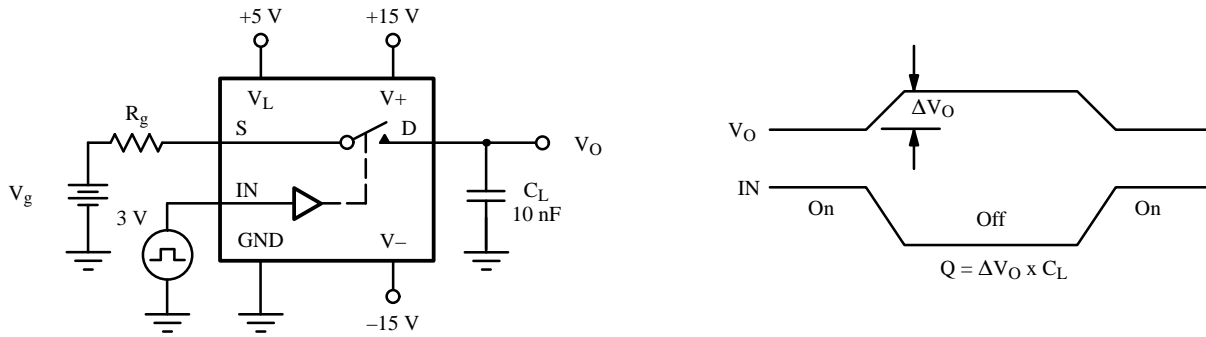 +5 V
+15 V
V_L
V+
R_g
S
D
V_O
V_g
IN
3 V
C_L
10 nF
GND
V–
–15 V
ΔV_O
V_O
IN
On
Off
On
Q = ΔV_O x C_L